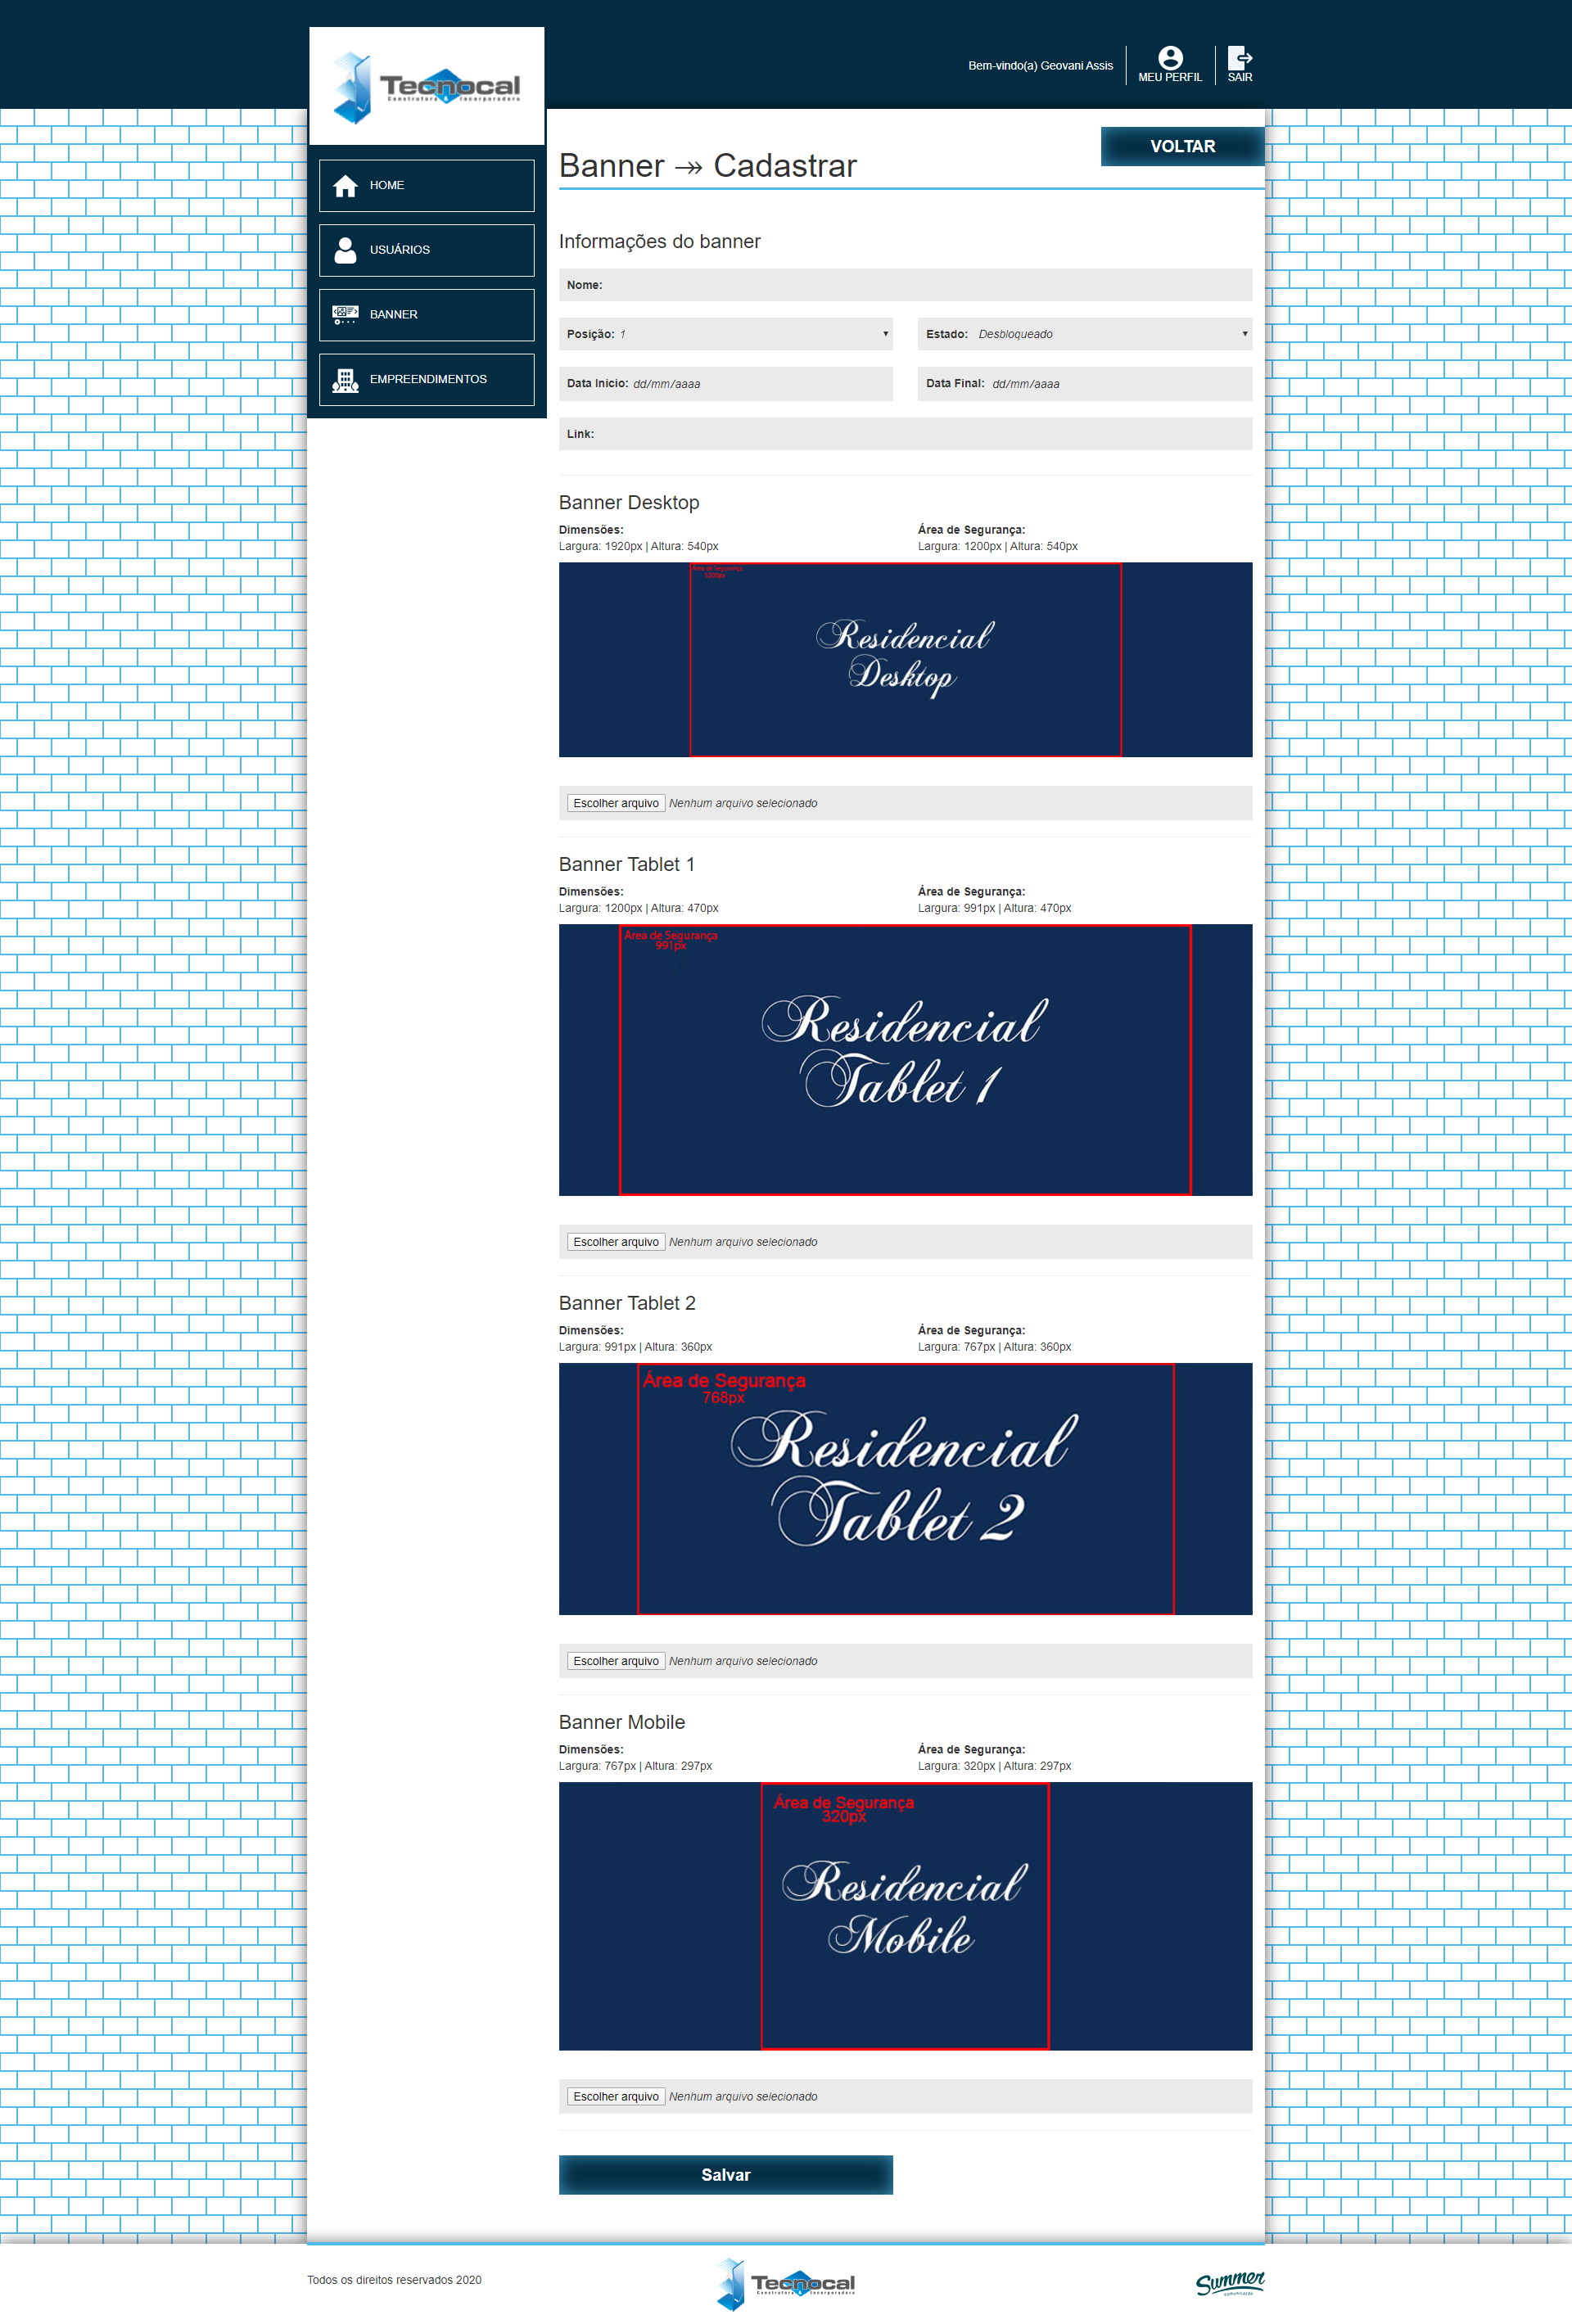 Tecnocal
Construtora & Incorporadora
Bem-vindo(a) Geovani Assis
MEU PERFIL
SAIR
VOLTAR
HOME
USUÁRIOS
BANNER
EMPREENDIMENTOS
Banner ↠ Cadastrar
Informações do banner
Nome:
Posição: 1
Estado: Desbloqueado
Data Inicio: dd/mm/aaaa
Data Final: dd/mm/aaaa
Link:
Banner Desktop
Dimensões:
Largura: 1920px | Altura: 540px
Área de Segurança:
Largura: 1200px | Altura: 540px
Área de Segurança
1200px
Residencial
Desktop
Escolher arquivo Nenhum arquivo selecionado
Banner Tablet 1
Dimensões:
Largura: 1200px | Altura: 470px
Área de Segurança:
Largura: 991px | Altura: 470px
Área de Segurança
991px
Residencial
Tablet 1
Escolher arquivo Nenhum arquivo selecionado
Banner Tablet 2
Dimensões:
Largura: 991px | Altura: 360px
Área de Segurança:
Largura: 767px | Altura: 360px
Área de Segurança
768px
Residencial
Tablet 2
Escolher arquivo Nenhum arquivo selecionado
Banner Mobile
Dimensões:
Largura: 767px | Altura: 297px
Área de Segurança:
Largura: 320px | Altura: 297px
Área de Segurança
320px
Residencial
Mobile
Escolher arquivo Nenhum arquivo selecionado
Salvar
Todos os direitos reservados 2020
Tecnocal
Construtora & Incorporadora
Summer
comunicação